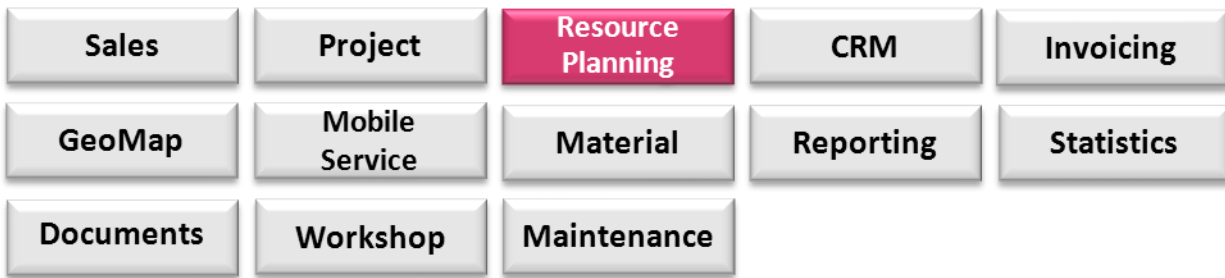 Sales
Project
Resource
Planning
CRM
Invoicing
GeoMap
Mobile
Service
Material
Reporting
Statistics
Documents
Workshop
Maintenance